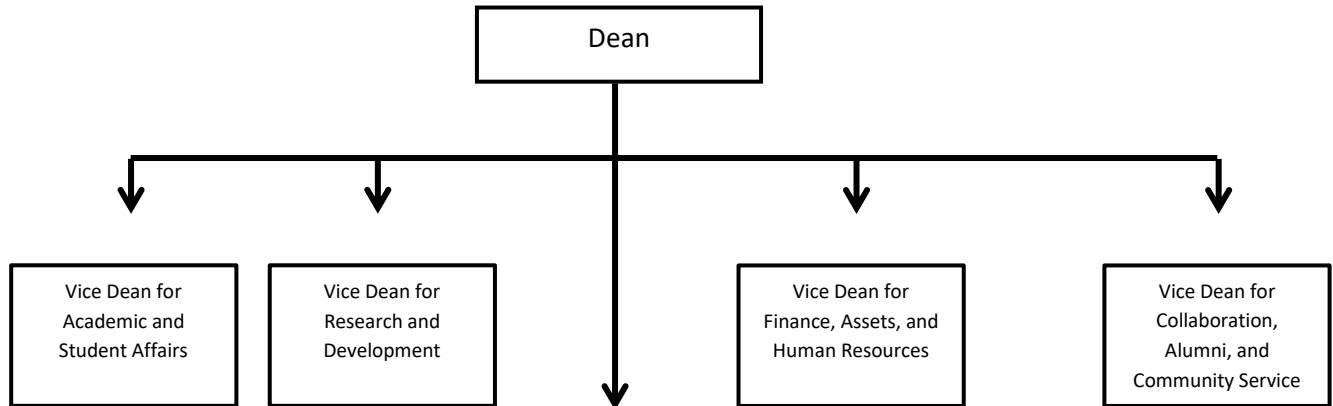 Dean
Vice Dean for
Academic and
Student Affairs
Vice Dean for
Research and
Development
Vice Dean for
Finance, Assets, and
Human Resources
Vice Dean for
Collaboration,
Alumni, and
Community Service